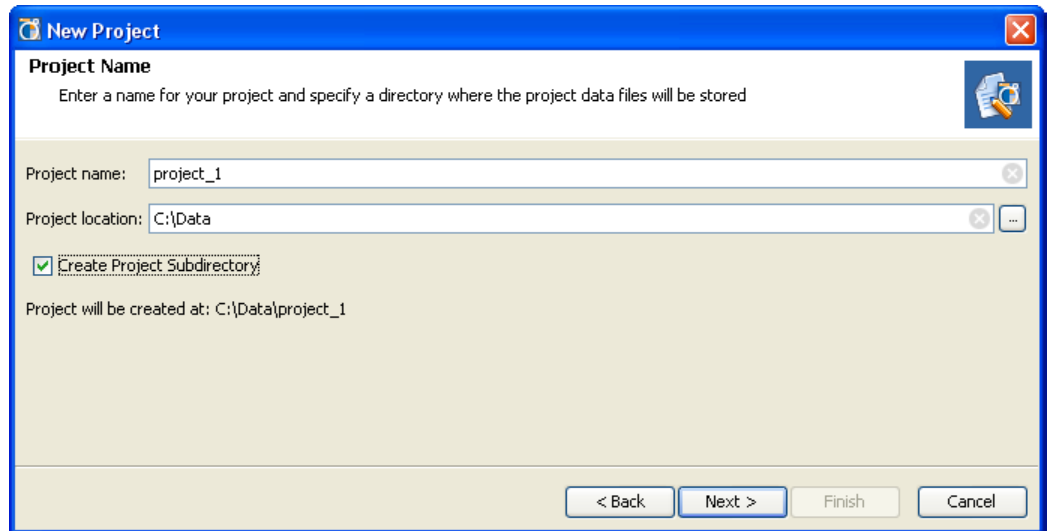 New Project
Project Name
Enter a name for your project and specify a directory where the project data files will be stored
Project name: project_1
Project location: C:\Data ...
Create Project Subdirectory
Project will be created at: C:\Data\project_1
< Back Next > Finish Cancel